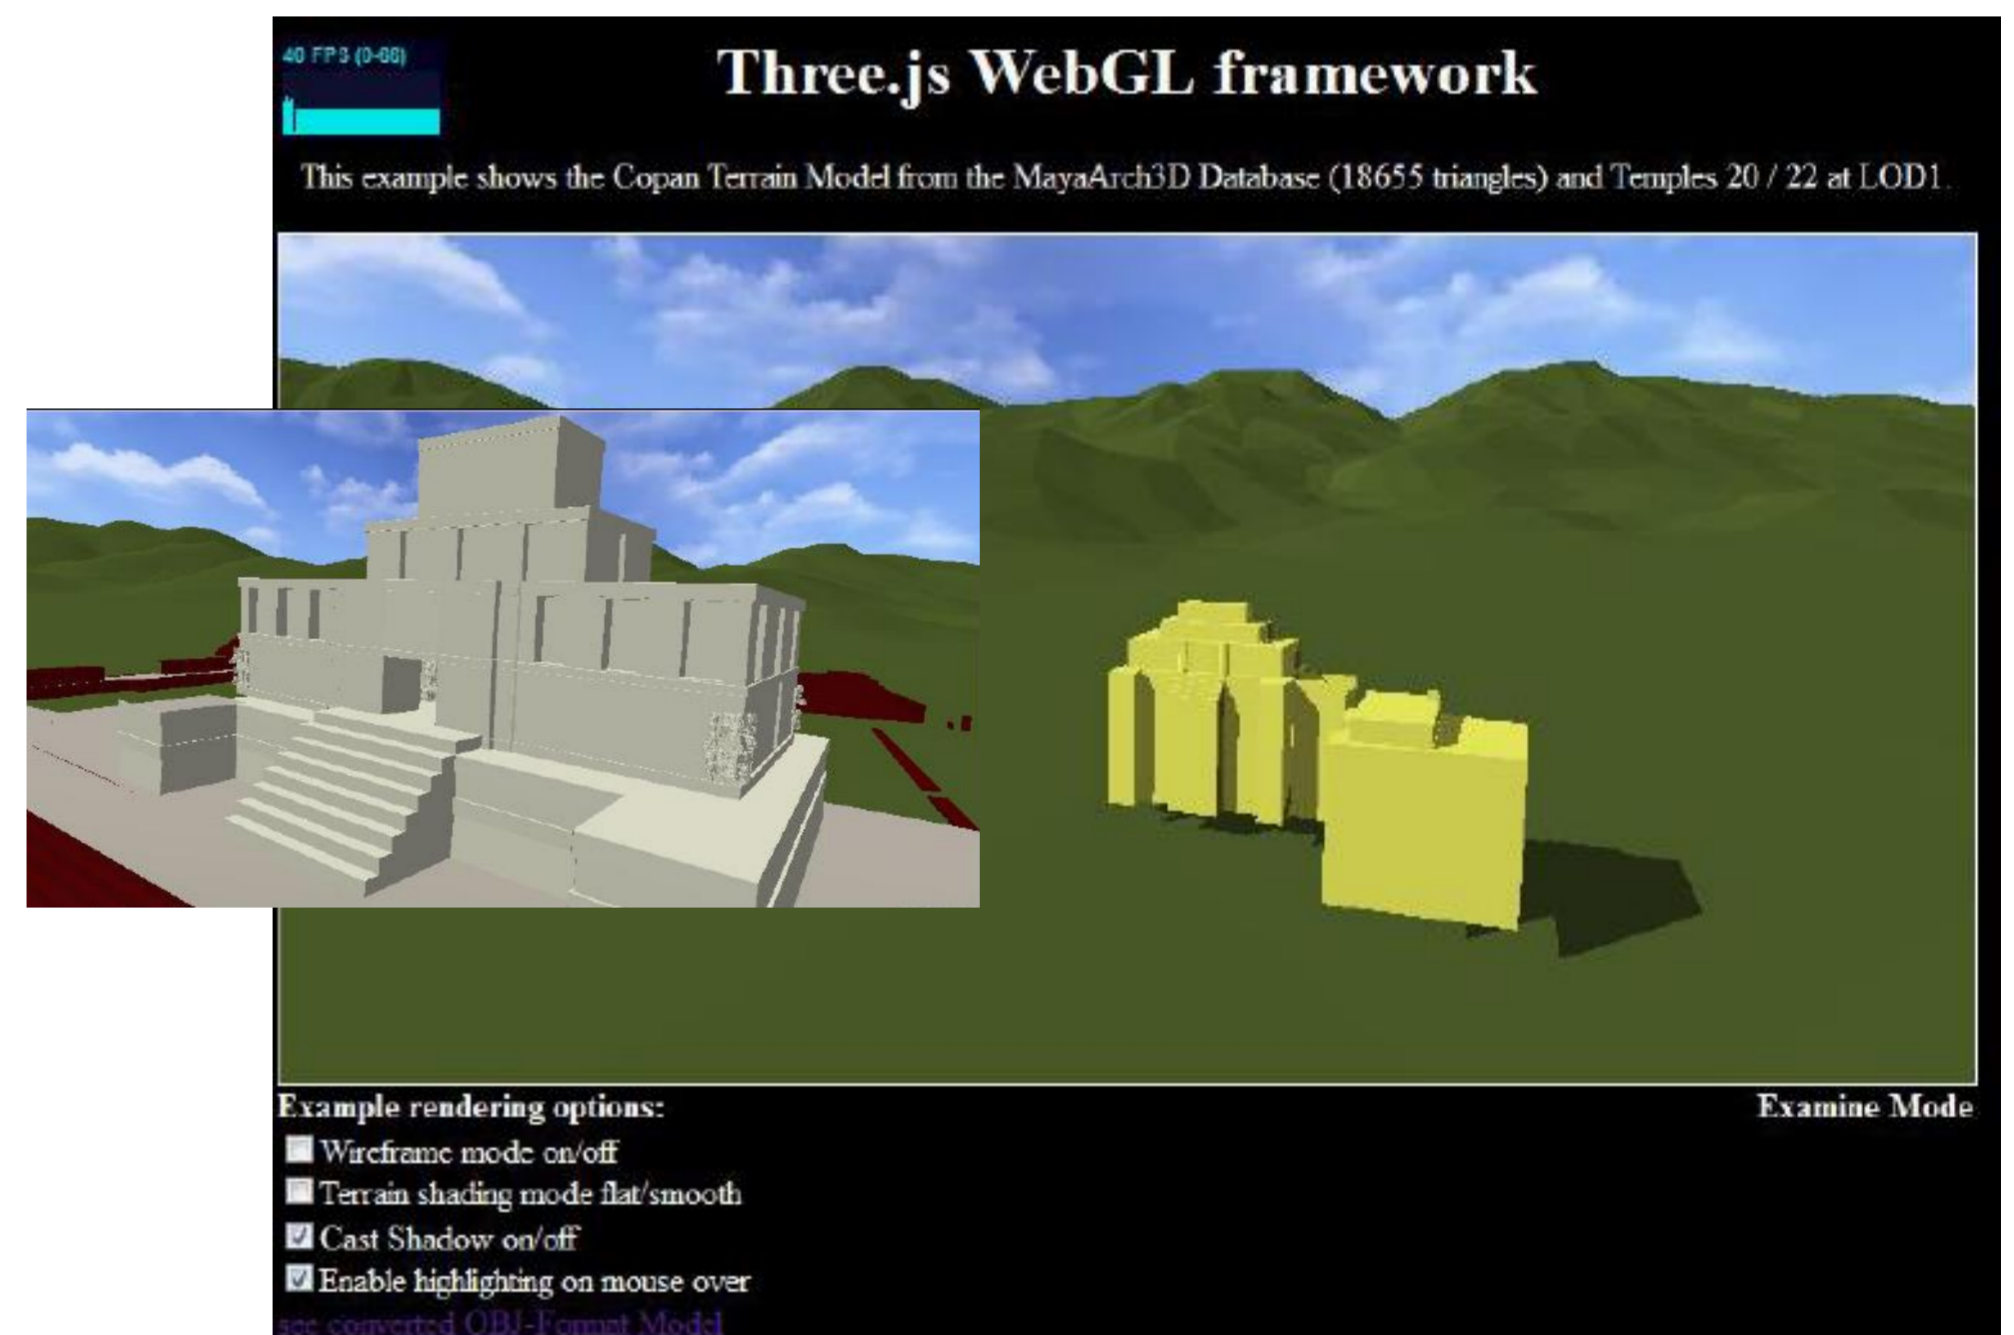 40 FPS (0-66)
Three.js WebGL framework
This example shows the Copan Terrain Model from the MayaArch3D Database (18655 triangles) and Temples 20 / 22 at LOD1.
Example rendering options:
Examine Mode
Wireframe mode on/off
Terrain shading mode flat/smooth
Cast Shadow on/off
Enable highlighting on mouse over
see converted OBJ-Format Model